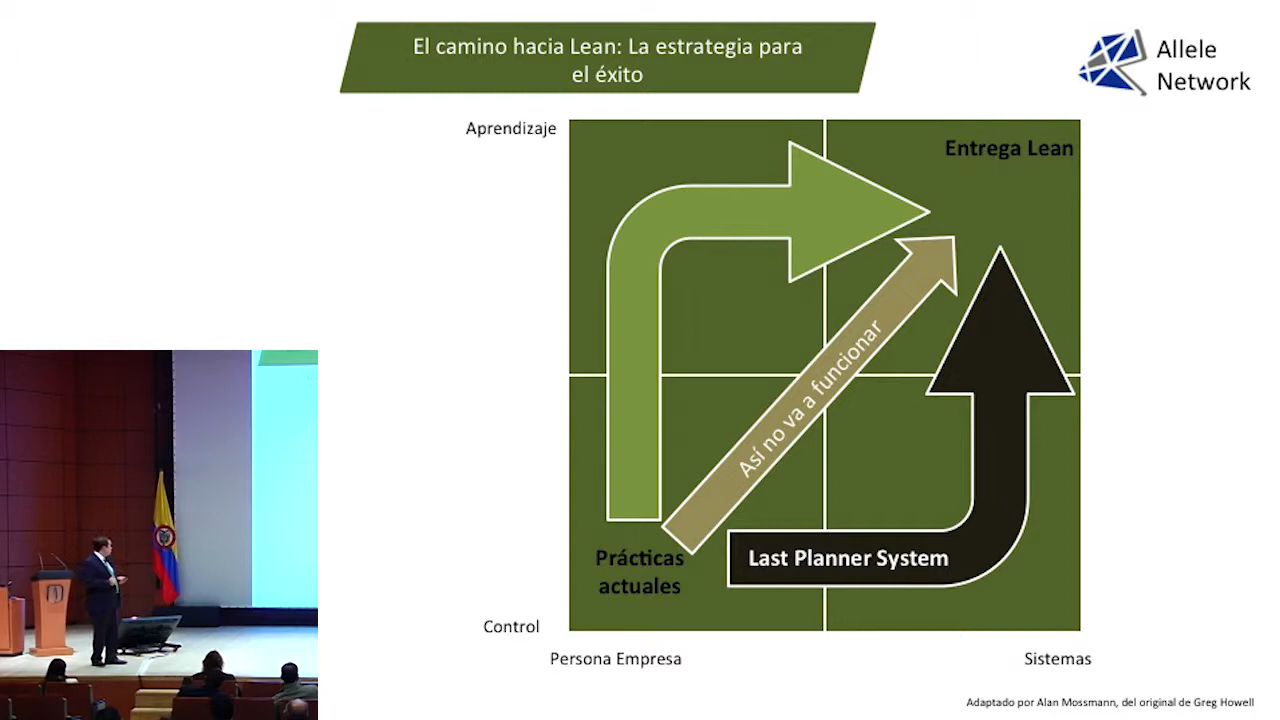 El camino hacia Lean: La estrategia para
el éxito
Allele
Network
Aprendizaje
Entrega Lean
Así no va a funcionar
Prácticas
actuales
Last Planner System
Control
Persona Empresa
Sistemas
Adaptado por Alan Mossmann, del original de Greg Howell